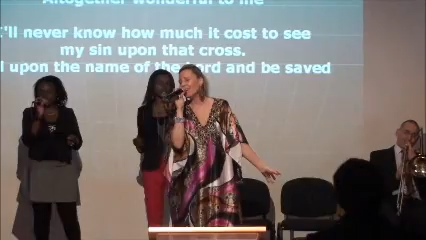 Altogether wonderful to me
I'll never know how much it cost to see
my sin upon that cross.
upon the name of the Lord and be saved